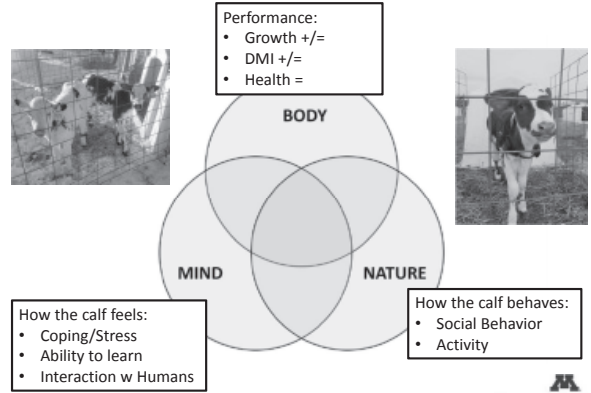 Performance:
• Growth +/=
• DMI +/=
• Health =
BODY
MIND
NATURE
How the calf feels:
• Coping/Stress
• Ability to learn
• Interaction w Humans
How the calf behaves:
• Social Behavior
• Activity
M